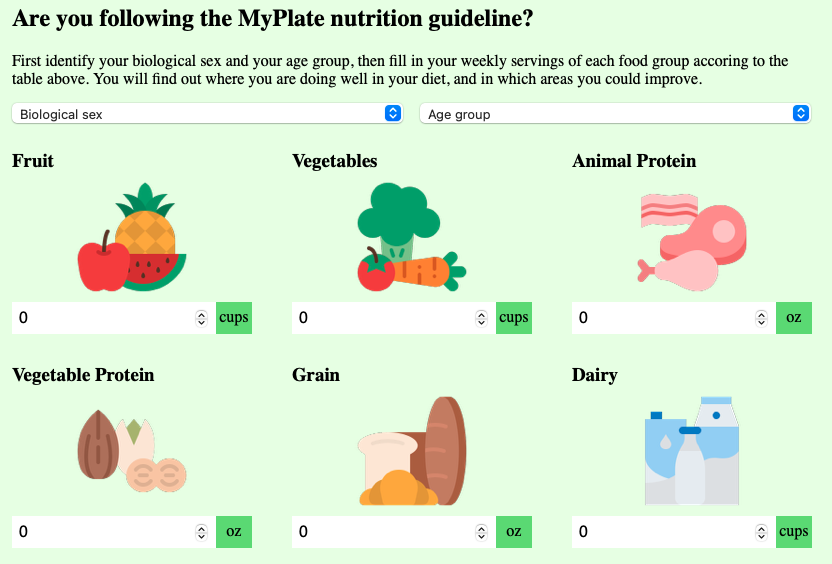 Are you following the MyPlate nutrition guideline?
First identify your biological sex and your age group, then fill in your weekly servings of each food group accoring to the
table above. You will find out where you are doing well in your diet, and in which areas you could improve.
Biological sex Age group
Fruit Vegetables Animal Protein
0 cups 0 cups 0 oz
Vegetable Protein Grain Dairy
0 oz 0 oz 0 cups